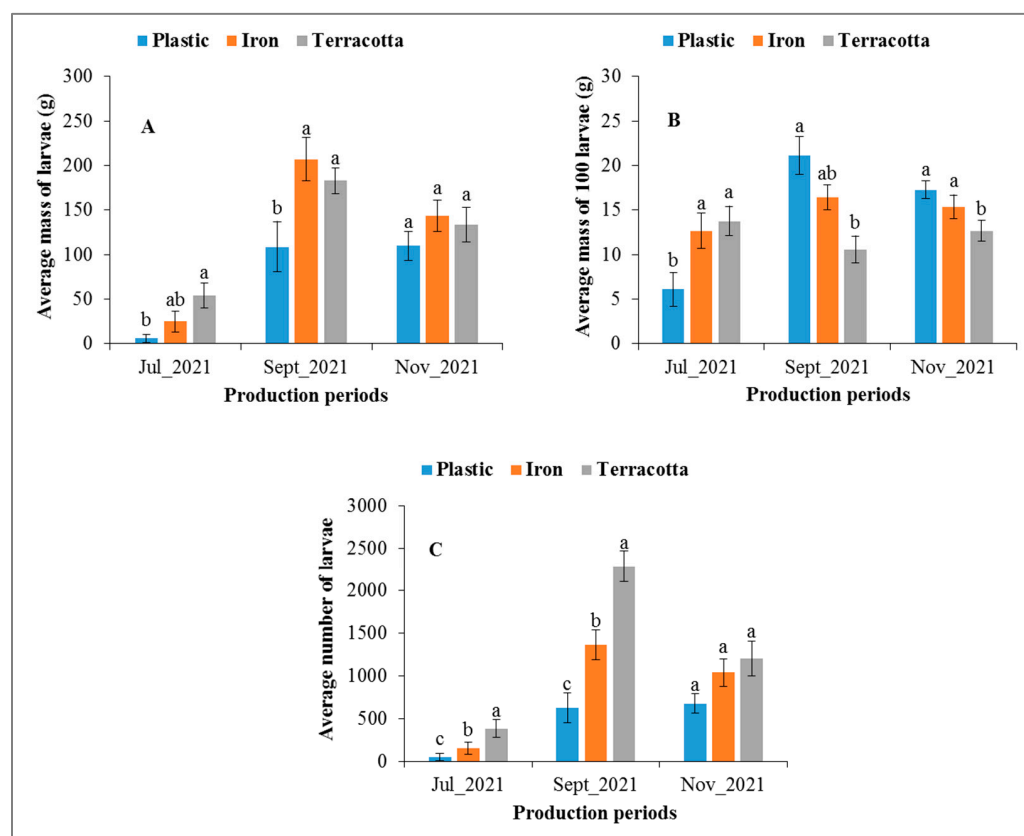 Plastic Iron Terracotta
Average mass of larvae (g)
300
250
200
150
100
50
0
A
b ab a
b a a
a a a
Jul_2021 Sept_2021 Nov_2021
Production periods
Plastic Iron Terracotta
Average mass of 100 larvae (g)
30
25
20
15
10
5
0
B
b a a
a ab b
a a b
Jul_2021 Sept_2021 Nov_2021
Production periods
Plastic Iron Terracotta
Average number of larvae
3000
2500
2000
1500
1000
500
0
C
c b a
c b a
a a a
Jul_2021 Sept_2021 Nov_2021
Production periods